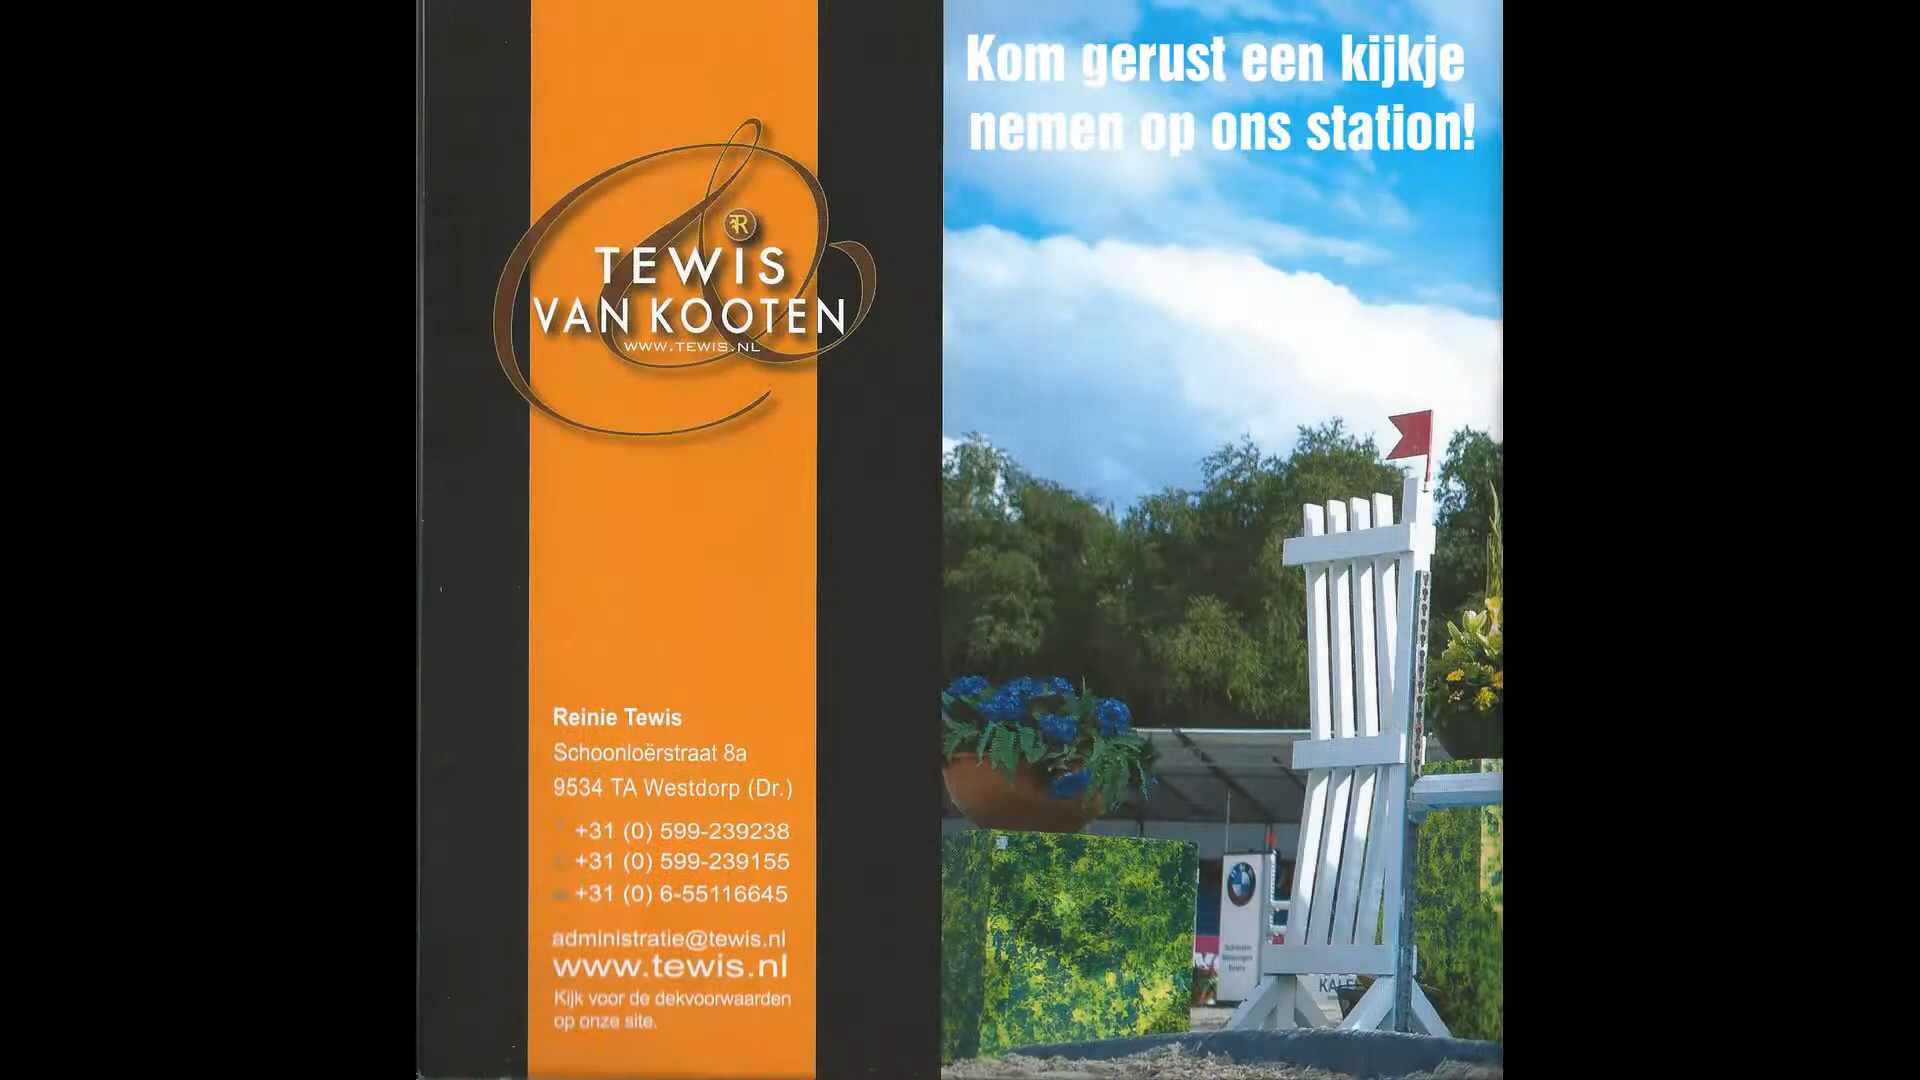 Kom gerust een kijkje
nemen op ons station!
R
TEWIS
VAN KOOTEN
WWW.TEWIS.NL
Reinie Tewis
Schoonloërstraat 8a
9534 TA Westdorp (Dr.)
+31 (0) 599-239238
+31 (0) 599-239155
+31 (0) 6-55116645
administratie@tewis.nl
www.tewis.nl
Kijk voor de dekvoorwaarden
op onze site.